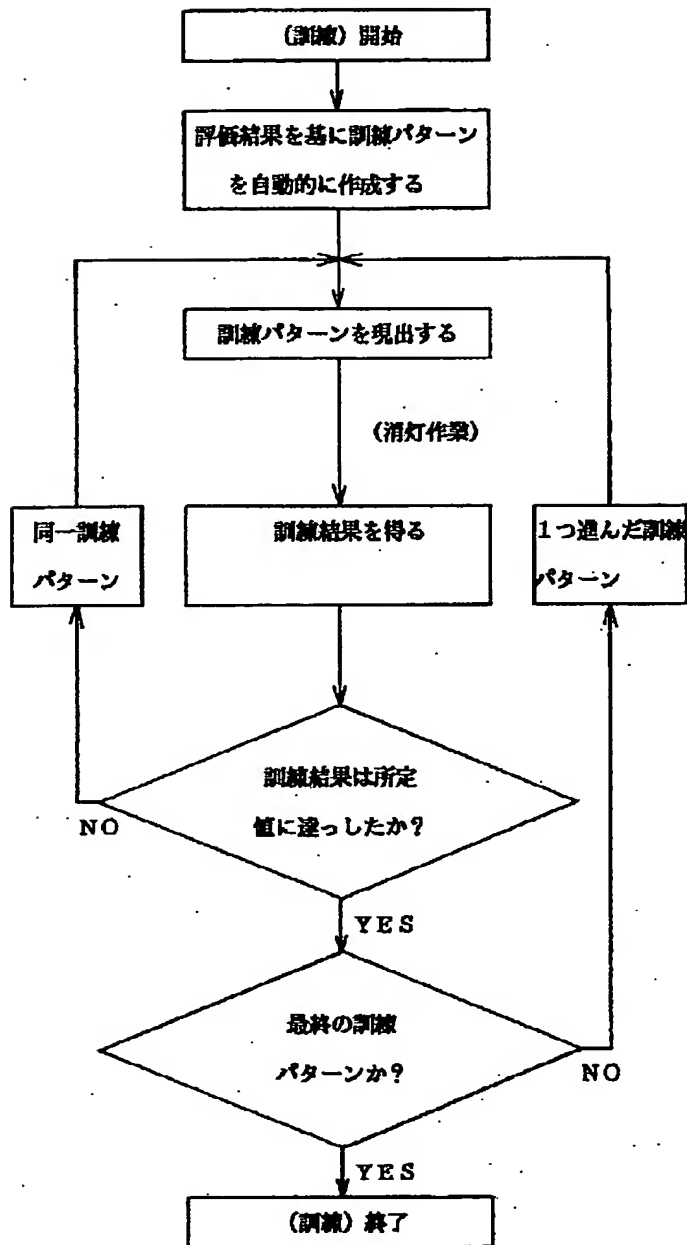 (訓練)開始
評価結果を基に訓練パターン
を自動的に作成する
訓練パターンを現出する
(消灯作業)
同一訓練
パターン
訓練結果を得る
1つ進んだ訓練
パターン
訓練結果は所定
値に達っしたか?
NO
YES
最終の訓練
パターンか?
NO
YES
(訓練)終了